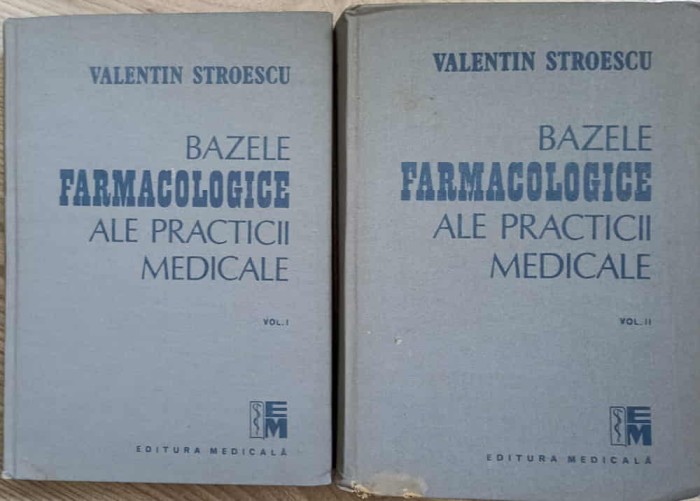 VALENTIN STROESCU
BAZELE
FARMACOLOGICE
ALE PRACTICII
MEDICALE
VOL. I
EM
EDITURA MEDICALĂ
VALENTIN STROESCU
BAZELE
FARMACOLOGICE
ALE PRACTICII
MEDICALE
VOL. II
EM
EDITURA MEDICALĂ